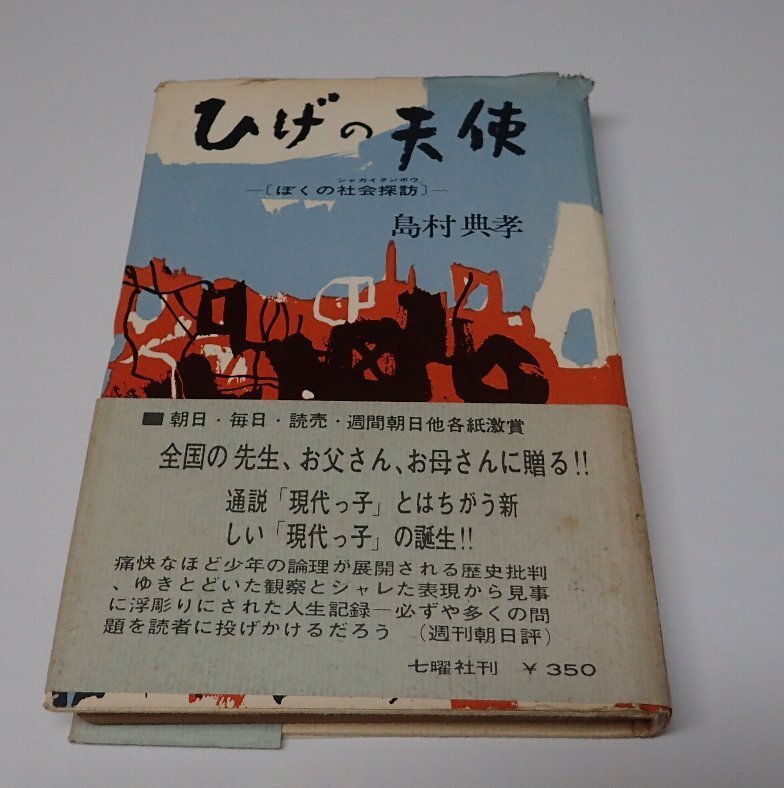 ひげの天使
シャカイタンボウ
―〔ぼくの社会探訪〕―
島村典孝
■ 朝日・毎日・読売・週間朝日他各紙激賞
全国の先生、お父さん、お母さんに贈る!!
通説「現代っ子」とはちがう新
しい「現代っ子」の誕生!!
痛快なほど少年の論理が展開される歴史批判
、ゆきとどいた観察とシャレた表現から見事
に浮彫りにされた人生記録―必ずや多くの問
題を読者に投げかけるだろう （週刊朝日評）
七曜社刊 ¥350